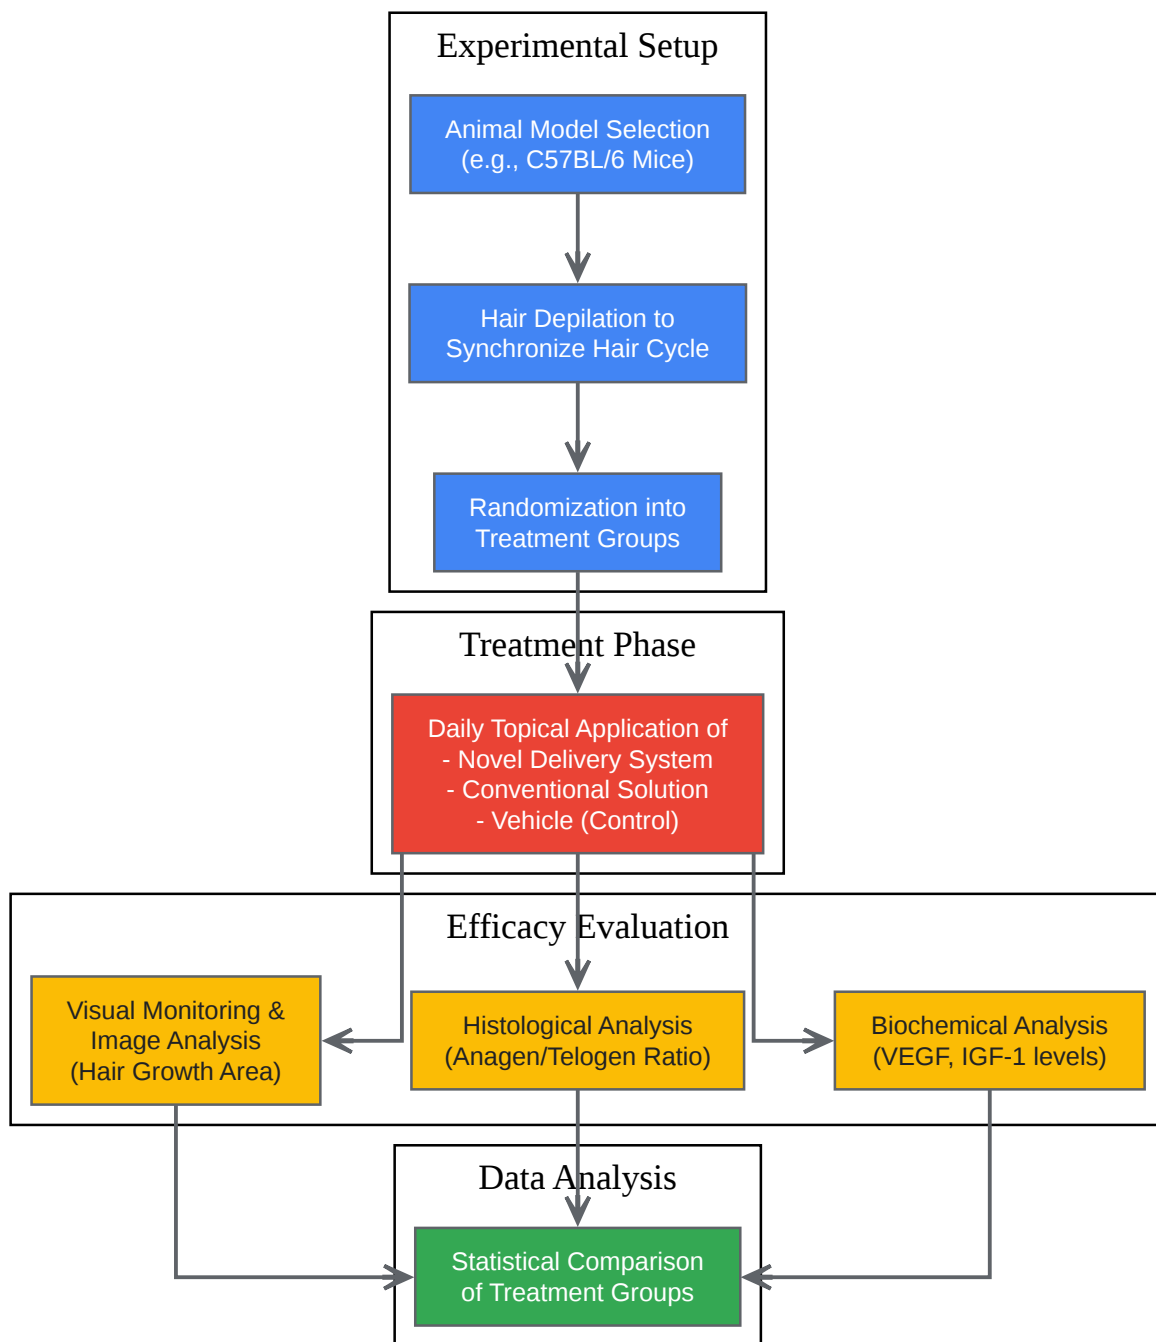 Experimental Setup
Animal Model Selection
(e.g., C57BL/6 Mice)
Hair Depilation to
Synchronize Hair Cycle
Randomization into
Treatment Groups
Treatment Phase
Daily Topical Application of
- Novel Delivery System
- Conventional Solution
- Vehicle (Control)
Efficacy Evaluation
Visual Monitoring &
Image Analysis
(Hair Growth Area)
Histological Analysis
(Anagen/Telogen Ratio)
Biochemical Analysis
(VEGF, IGF-1 levels)
Data Analysis
Statistical Comparison
of Treatment Groups